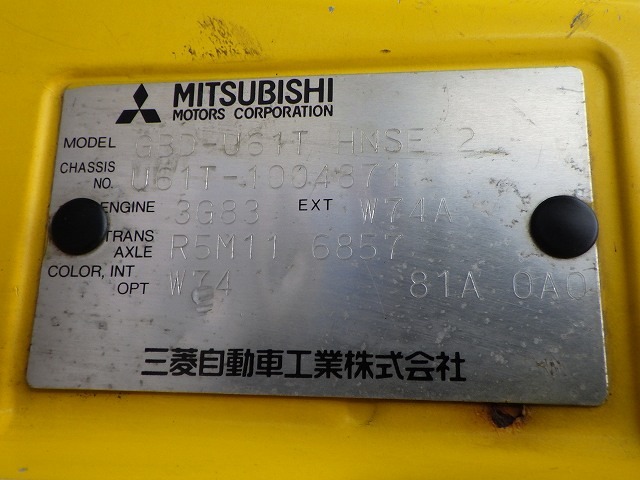 MITSUBISHI
MOTORS CORPORATION
MODEL GBD-U61T HNSE 2
CHASSIS NO. U61T-1004371
ENGINE 3G83 EXT W74A
TRANS AXLE R5M11 6857
COLOR, INT OPT W74 81A 0A0
三菱自動車工業株式会社